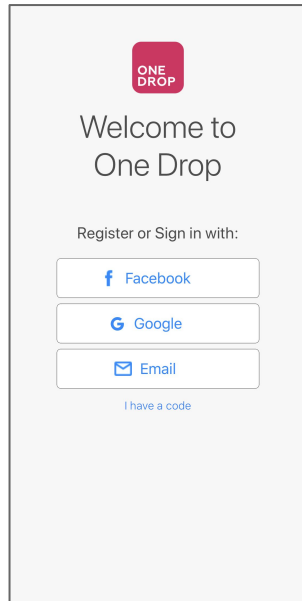 ONE
DROP
Welcome to
One Drop
Register or Sign in with:
Facebook
Google
Email
I have a code